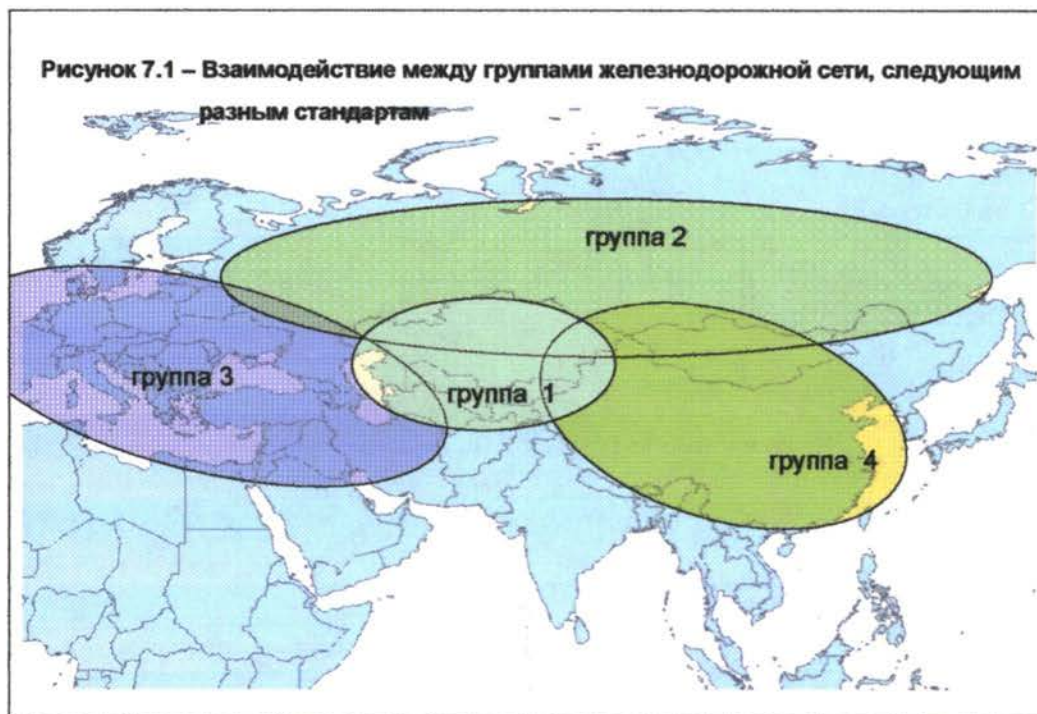 Рисунок 7.1 – Взаимодействие между группами железнодорожной сети, следующим
разным стандартам
группа 2
группа 3
группа 1
группа 4